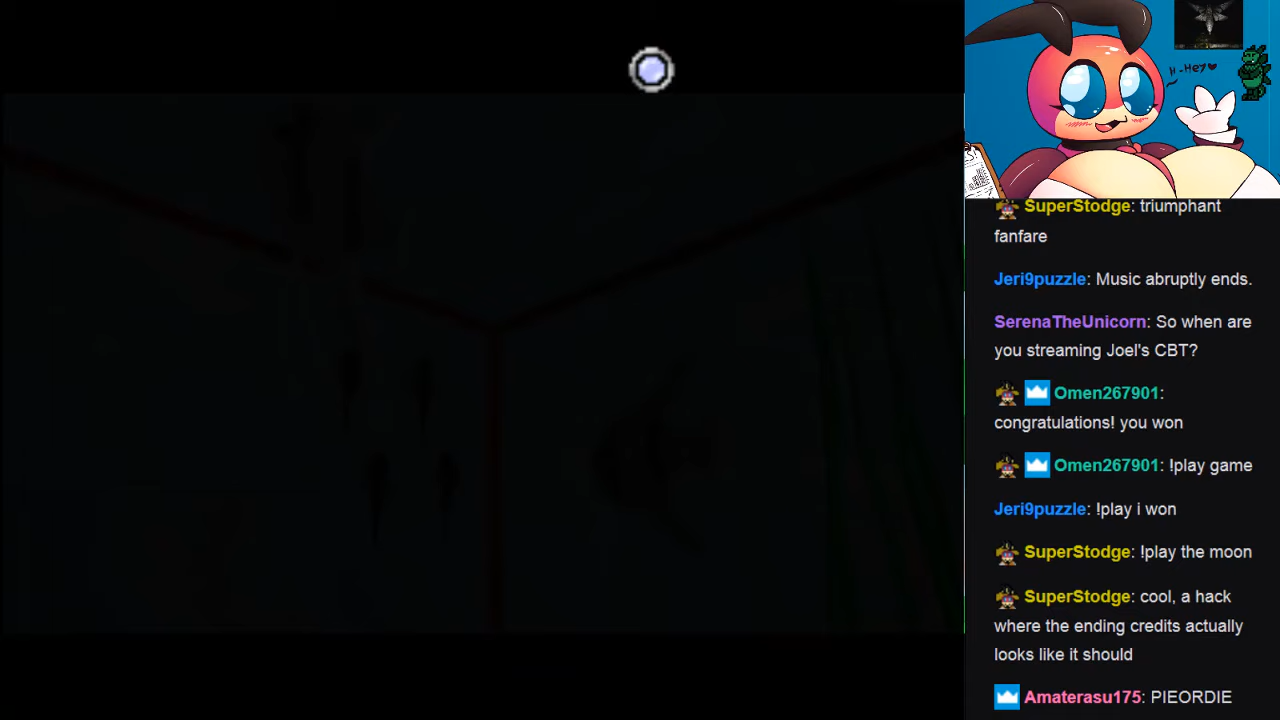 H-Hey♥
SuperStodge: triumphant
fanfare
Jeri9puzzle: Music abruptly ends.
SerenaTheUnicorn: So when are
you streaming Joel's CBT?
Omen267901:
congratulations! you won
Omen267901: !play game
Jeri9puzzle: !play i won
SuperStodge: !play the moon
SuperStodge: cool, a hack
where the ending credits actually
looks like it should
Amaterasu175: PIEORDIE